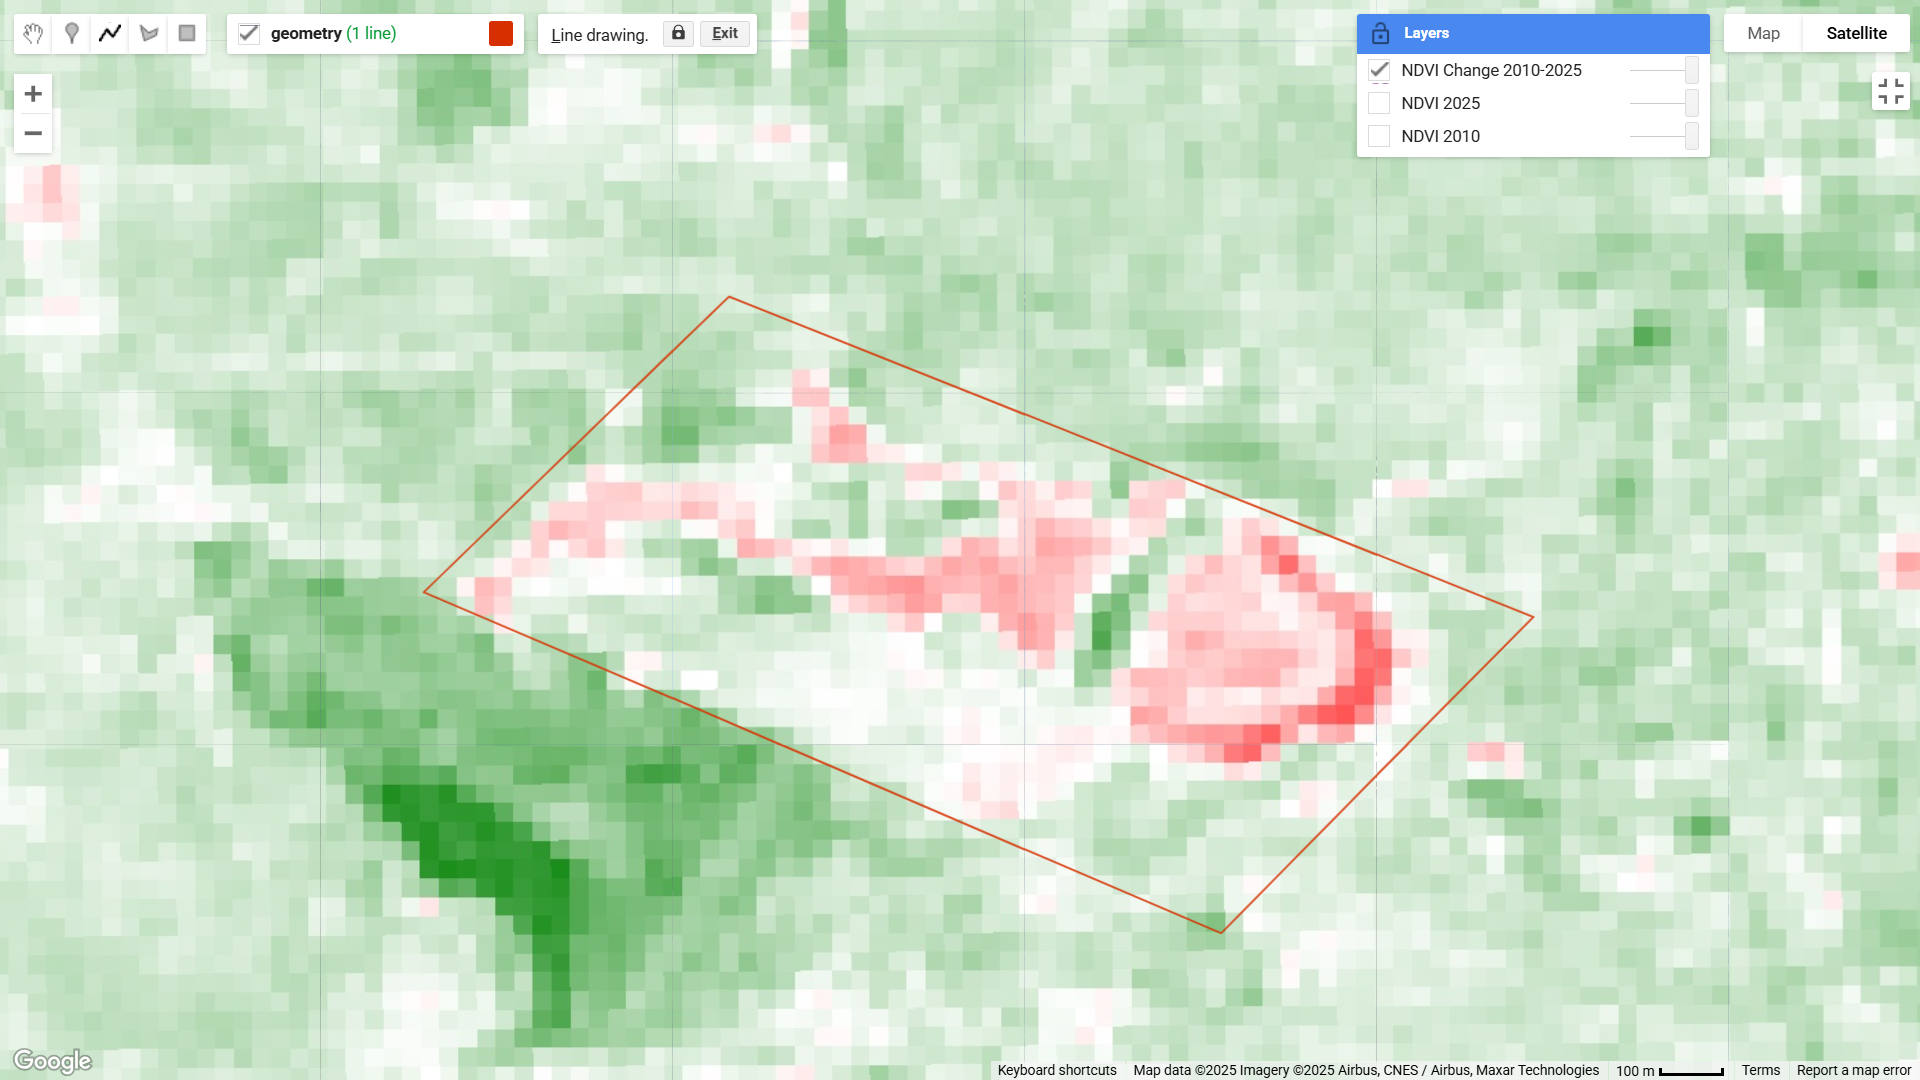 geometry (1 line)
Line drawing. Exit
Layers
Map Satellite
NDVI Change 2010-2025
NDVI 2025
NDVI 2010
+
−
Google
Keyboard shortcuts Map data ©2025 Imagery ©2025 Airbus, CNES / Airbus, Maxar Technologies 100 m Terms Report a map error